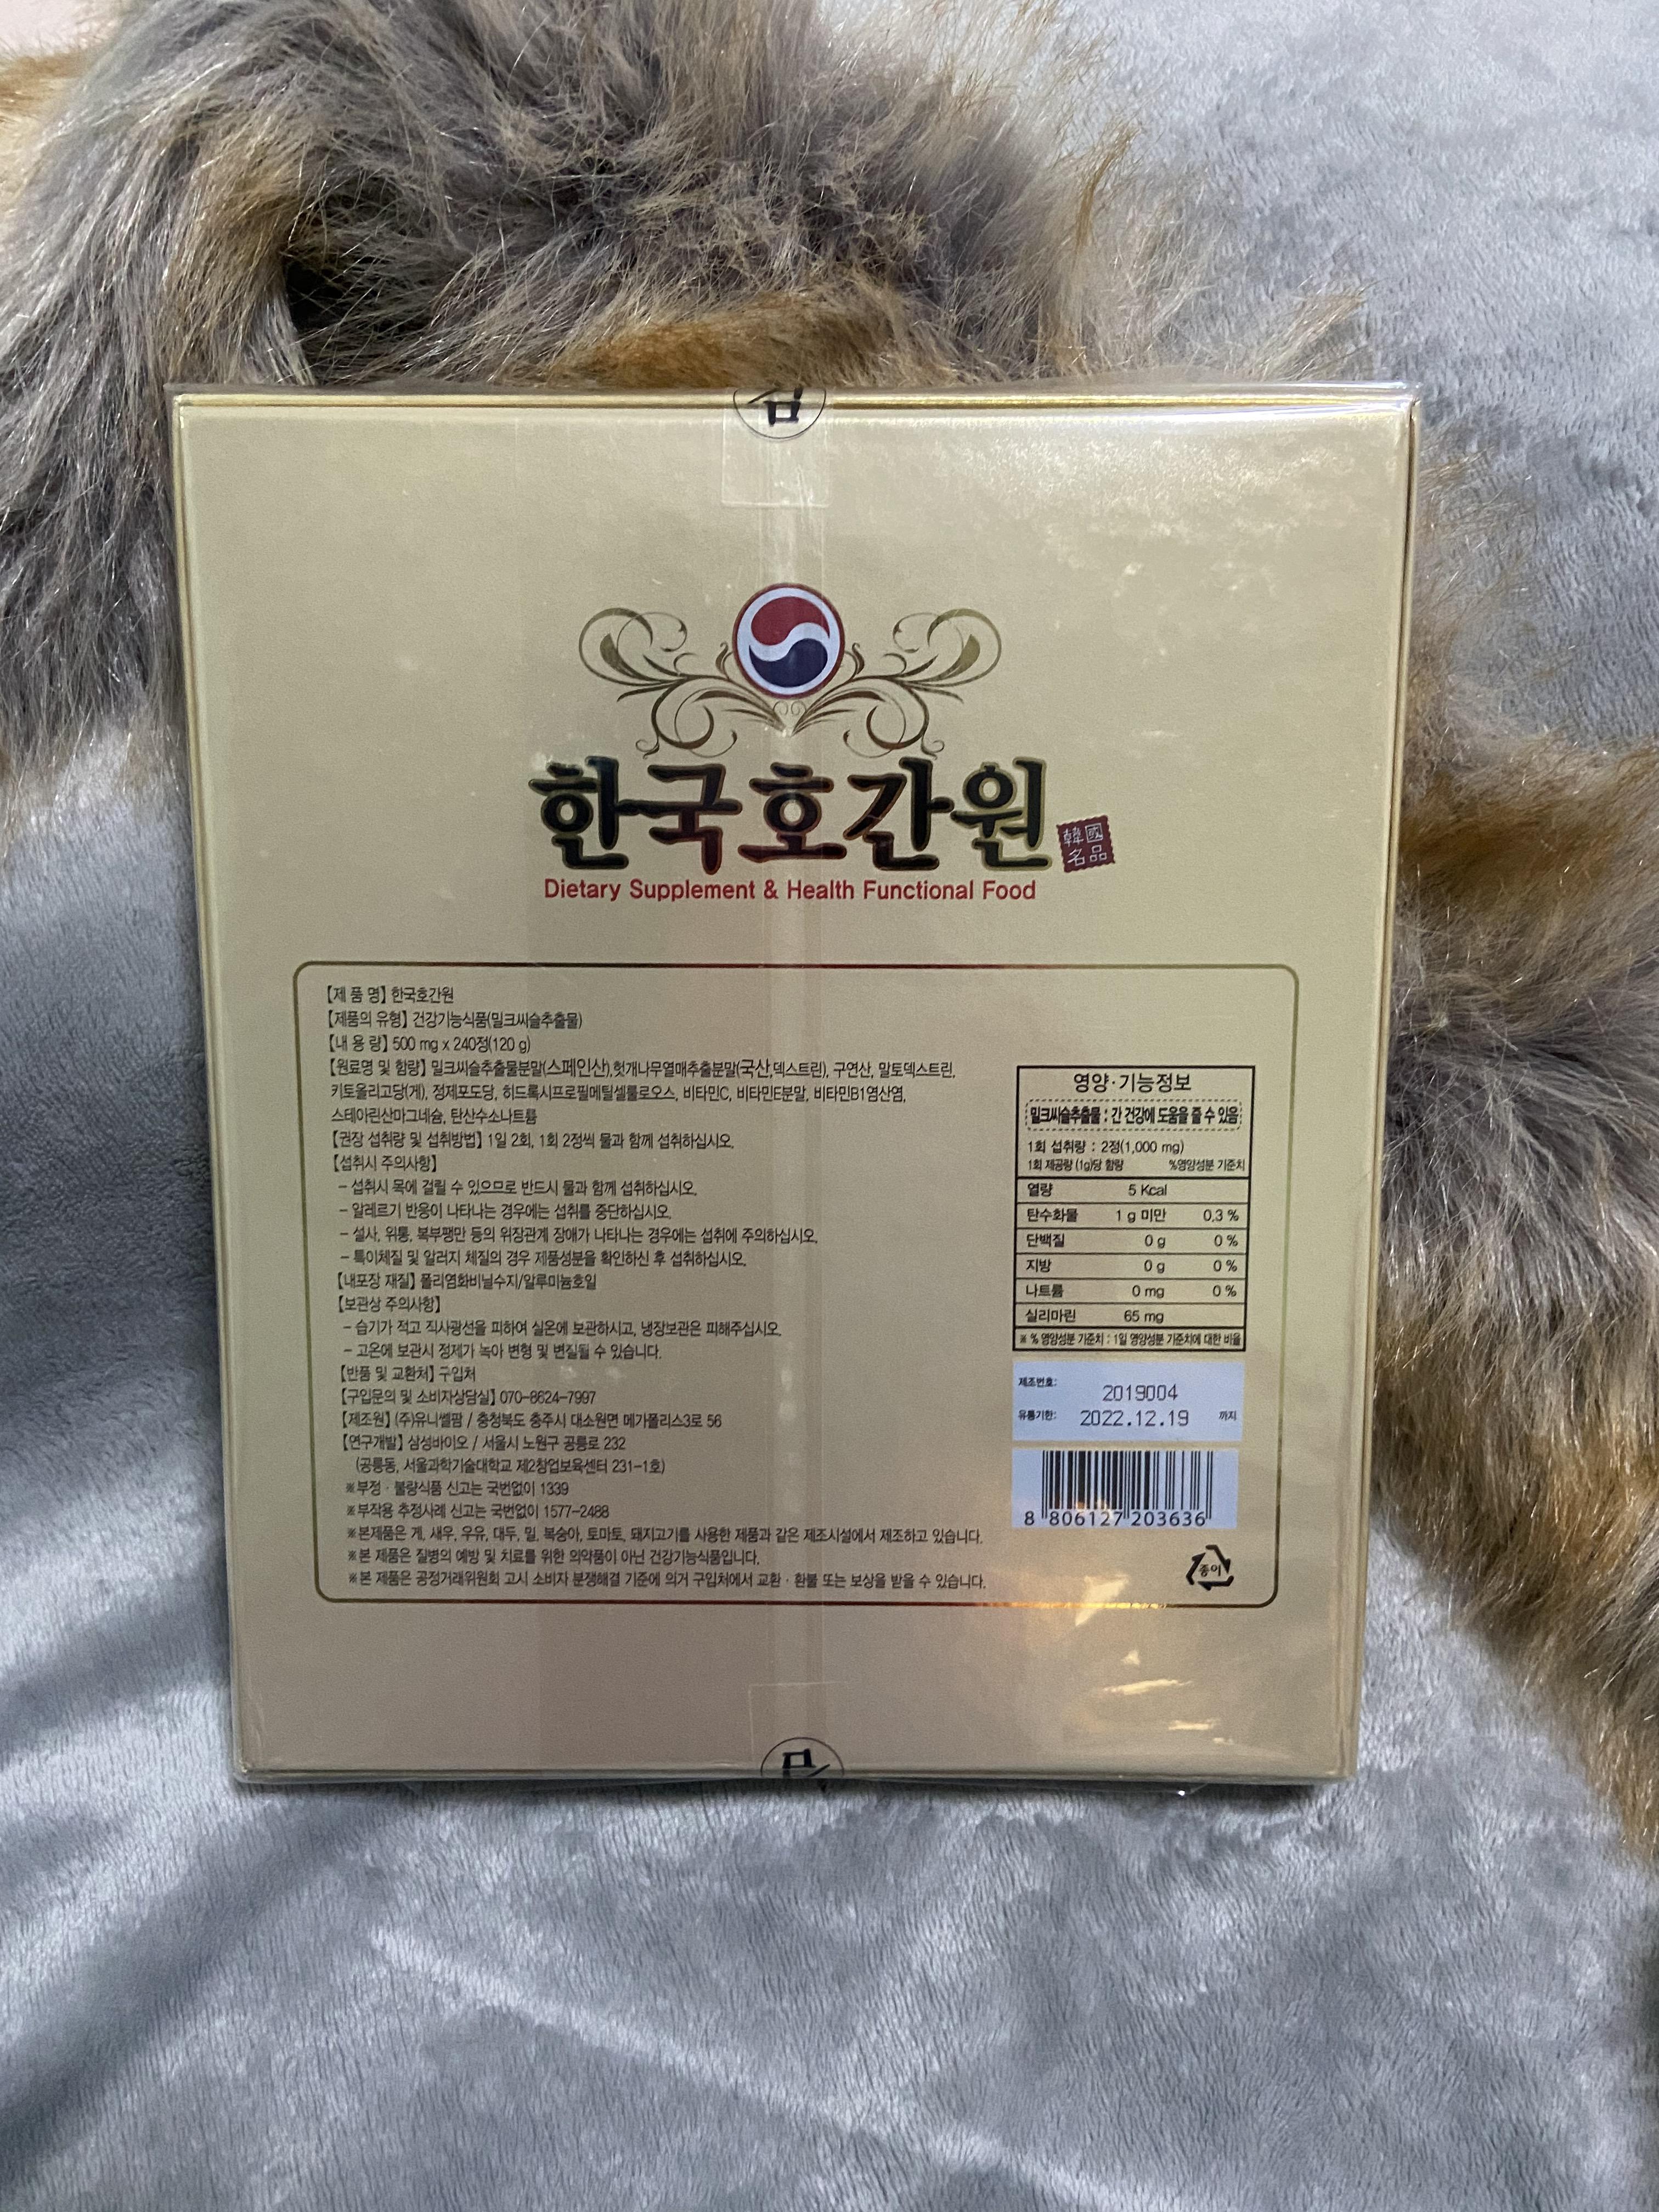 한국호간원
韓國
名品
Dietary Supplement & Health Functional Food
【제 품 명】 한국호간원
【제품의 유형】 건강기능식품(밀크씨슬추출물)
【내 용 량】 500 mg x 240정(120 g)
【원료명 및 함량】 밀크씨슬추출물분말(스페인산),헛개나무열매추출분말(국산,덱스트린), 구연산, 말토덱스트린,
키토올리고당(게), 정제포도당, 히드록시프로필메틸셀룰로오스, 비타민C, 비타민E분말, 비타민B1염산염,
스테아린산마그네슘, 탄산수소나트륨
【권장 섭취량 및 섭취방법】 1일 2회, 1회 2정씩 물과 함께 섭취하십시오.
【섭취시 주의사항】
- 섭취시 목에 걸릴 수 있으므로 반드시 물과 함께 섭취하십시오.
- 알레르기 반응이 나타나는 경우에는 섭취를 중단하십시오.
- 설사, 위통, 복부팽만 등의 위장관계 장애가 나타나는 경우에는 섭취에 주의하십시오.
- 특이체질 및 알러지 체질의 경우 제품성분을 확인하신 후 섭취하십시오.
【내포장 재질】 폴리염화비닐수지/알루미늄호일
【보관상 주의사항】
- 습기가 적고 직사광선을 피하여 실온에 보관하시고, 냉장보관은 피해주십시오.
- 고온에 보관시 정제가 녹아 변형 및 변질될 수 있습니다.
【반품 및 교환처】 구입처
【구입문의 및 소비자상담실】 070-8624-7997
【제조원】 (주)유니쎌팜 / 충청북도 충주시 대소원면 메가폴리스3로 56
【연구개발】 삼성바이오 / 서울시 노원구 공릉로 232
(공릉동, 서울과학기술대학교 제2창업보육센터 231-1호)
※부정 · 불량식품 신고는 국번없이 1339
※부작용 추정사례 신고는 국번없이 1577-2488
※본제품은 게, 새우, 우유, 대두, 밀, 복숭아, 토마토, 돼지고기를 사용한 제품과 같은 제조시설에서 제조하고 있습니다.
※본 제품은 질병의 예방 및 치료를 위한 의약품이 아닌 건강기능식품입니다.
※본 제품은 공정거래위원회 고시 소비자 분쟁해결 기준에 의거 구입처에서 교환 · 환불 또는 보상을 받을 수 있습니다.
영양·기능정보
밀크씨슬추출물 : 간 건강에 도움을 줄 수 있음
1회 섭취량 : 2정(1,000 mg)
1회 제공량 (1g)당 함량 %영양성분 기준치
열량 5 Kcal
탄수화물 1 g 미만 0.3 %
단백질 0 g 0 %
지방 0 g 0 %
나트륨 0 mg 0 %
실리마린 65 mg
※ % 영양성분 기준치 : 1일 영양성분 기준치에 대한 비율
제조번호: 2019004
유통기한: 2022.12.19 까지
8 806127 203636
종이